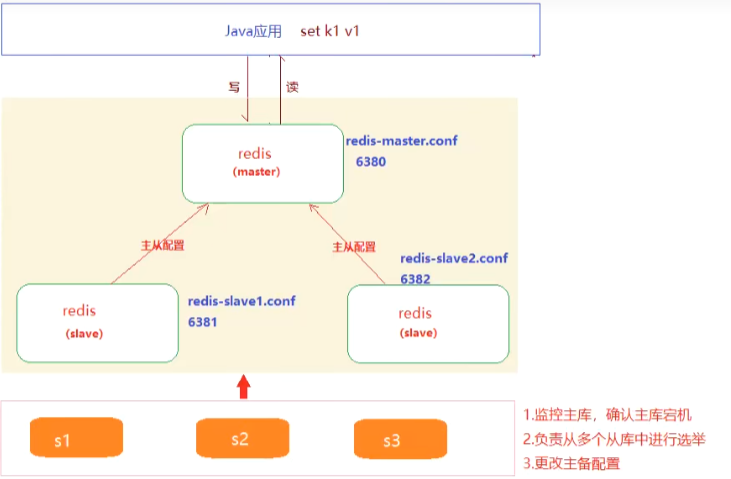 Java应用 set k1 v1
写 读
redis
(master)
redis-master.conf
6380
主从配置 主从配置
redis-slave2.conf
6382
redis-slave1.conf
6381
redis
(slave)
redis
(slave)
s1 s2 s3
1.监控主库，确认主库宕机
2.负责从多个从库中进行选举
3.更改主备配置